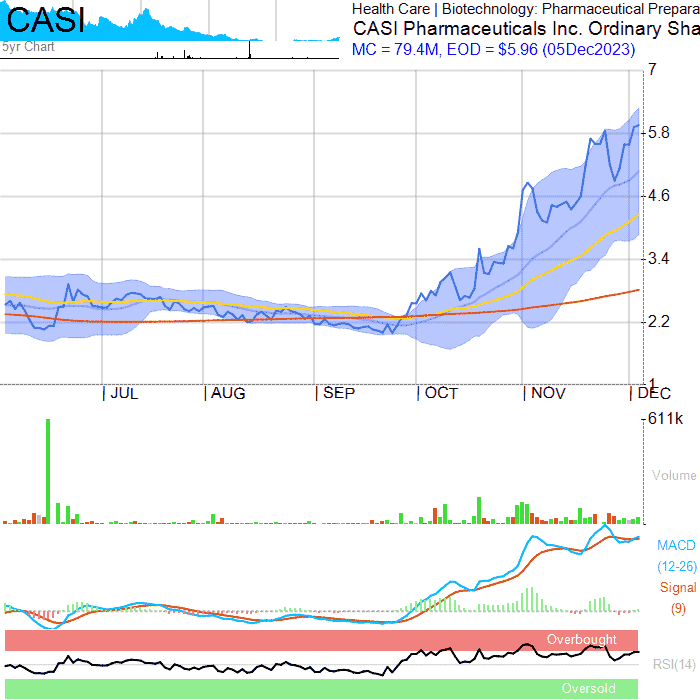 CASI
5yr Chart
Health Care | Biotechnology: Pharmaceutical Prepara
CASI Pharmaceuticals Inc. Ordinary Sha
MC = 79.4M, EOD = $5.96 (05Dec2023)
7
5.8
4.6
3.4
2.2
1
| JUL | AUG | SEP | OCT | NOV | DEC
611k
Volume
MACD
(12-26)
Signal
(9)
Overbought
RSI(14)
Oversold